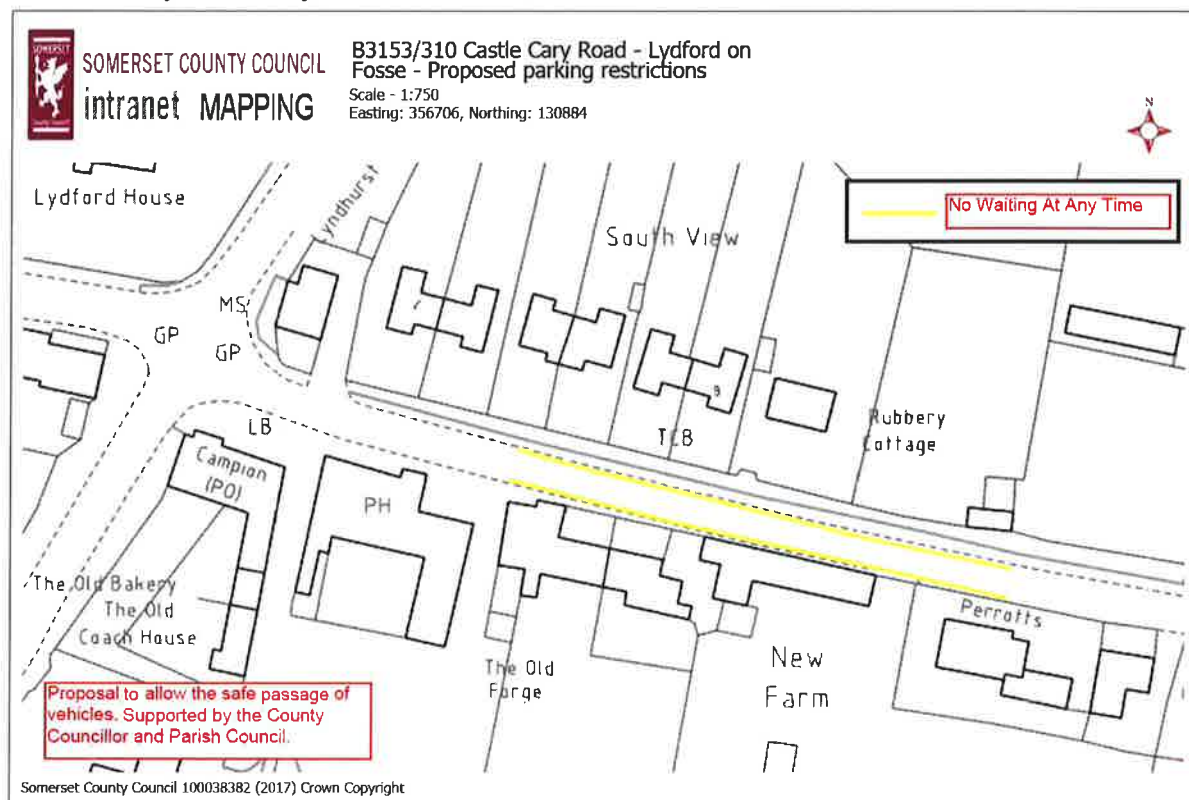 SOMERSET
County Council
SOMERSET COUNTY COUNCIL
intranet MAPPING
B3153/310 Castle Cary Road - Lydford on
Fosse - Proposed parking restrictions
Scale - 1:750
Easting: 356706, Northing: 130884
N
Lydford House
Lyndhurst
South View
No Waiting At Any Time
MS
GP
GP
9
TCB
Rubbery
Cottage
LB
Campion
(PO)
PH
The Old Bakery
The Old
Coach House
The Old
Forge
New
Farm
Perrotts
Proposal to allow the safe passage of
vehicles. Supported by the County
Councillor and Parish Council.
Somerset County Council 100038382 (2017) Crown Copyright